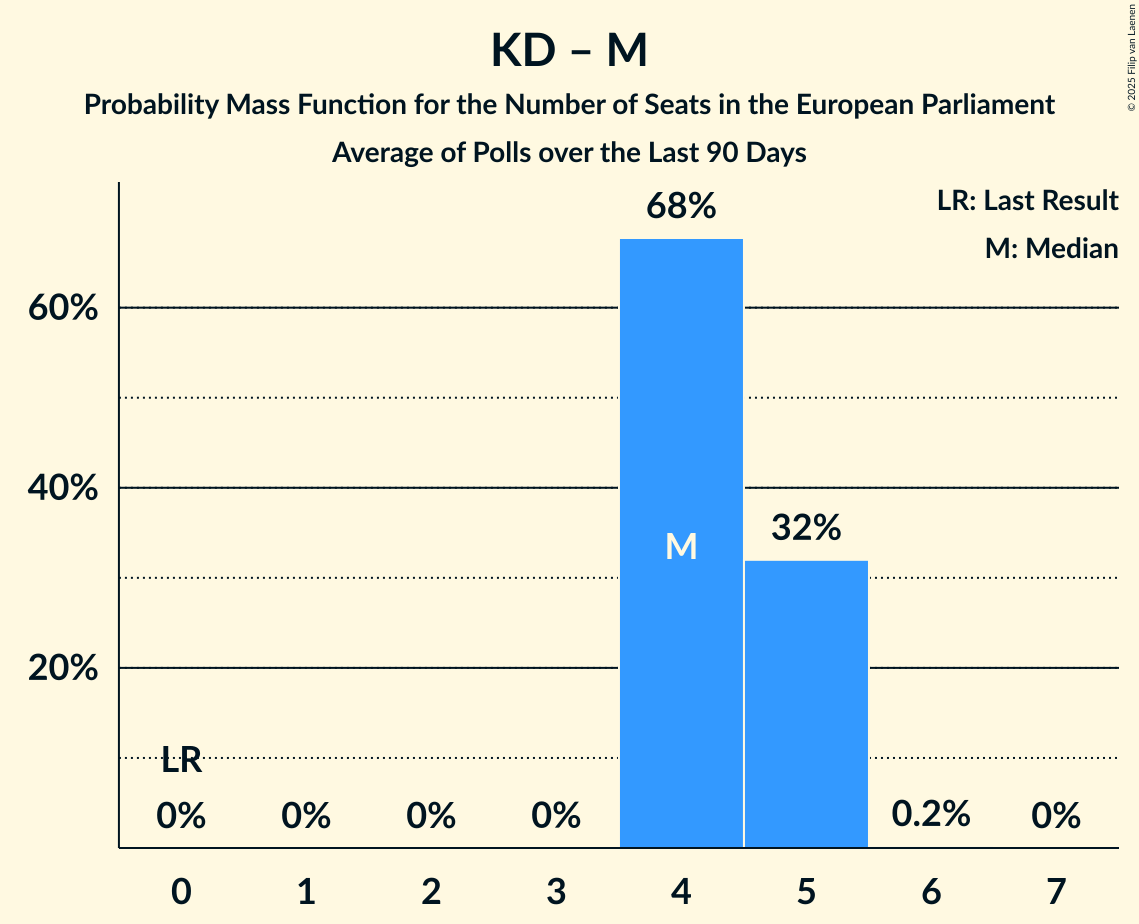 KD – M
Probability Mass Function for the Number of Seats in the European Parliament
Average of Polls over the Last 90 Days
© 2025 Filip van Laenen
LR: Last Result
M: Median
68%
60%
40%
32%
M
20%
LR
0% 0% 0% 0% 0.2% 0%
0 1 2 3 4 5 6 7